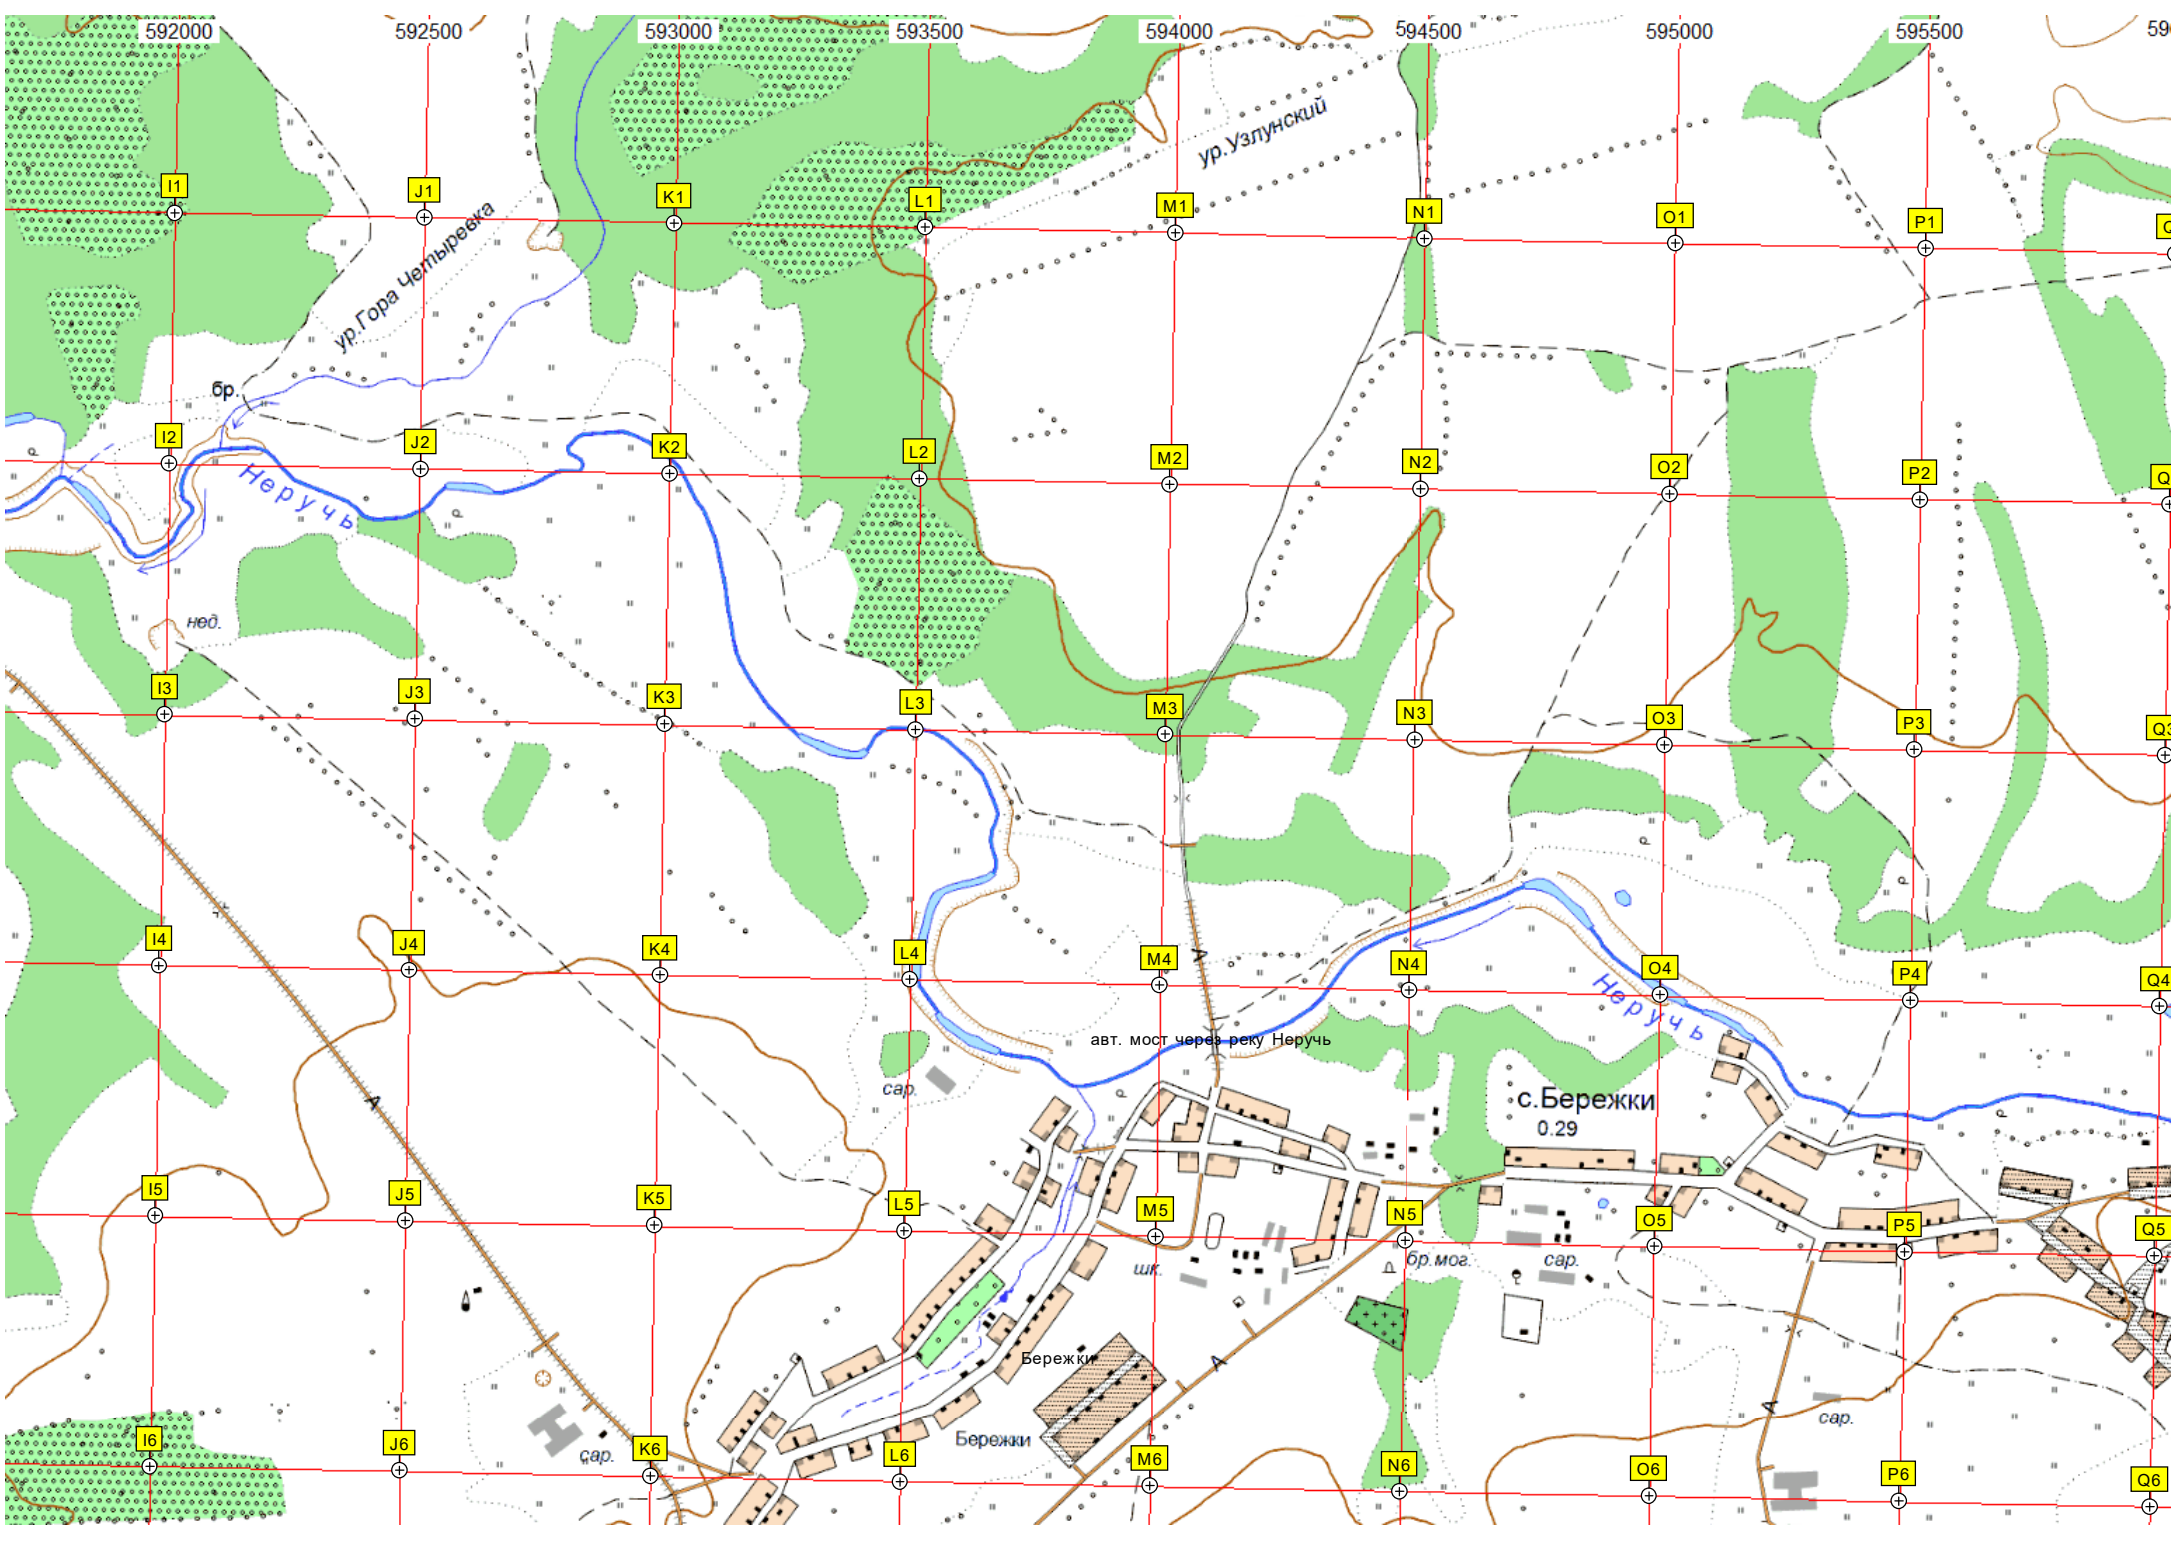 592000 592500 593000 593500 594000 594500 595000 595500 59
ур.Узлунский
I1 J1 K1 L1 M1 N1 O1 P1
ур.Гора Четыревка
бр.
I2 J2 K2 L2 M2 N2 O2 P2 Q
Неручь
нед.
I3 J3 K3 L3 M3 N3 O3 P3 Q3
I4 J4 K4 L4 M4 N4 O4 P4 Q4
А
Неручь
авт. мост через реку Неручь
сар.
с.Бережки
0.29
А
I5 J5 K5 L5 M5 N5 O5 P5 Q5
шк.
бр.мог.
сар.
Бережки
А
А
сар.
Бережки
сар.
I6 J6 K6 L6 M6 N6 O6 P6 Q6